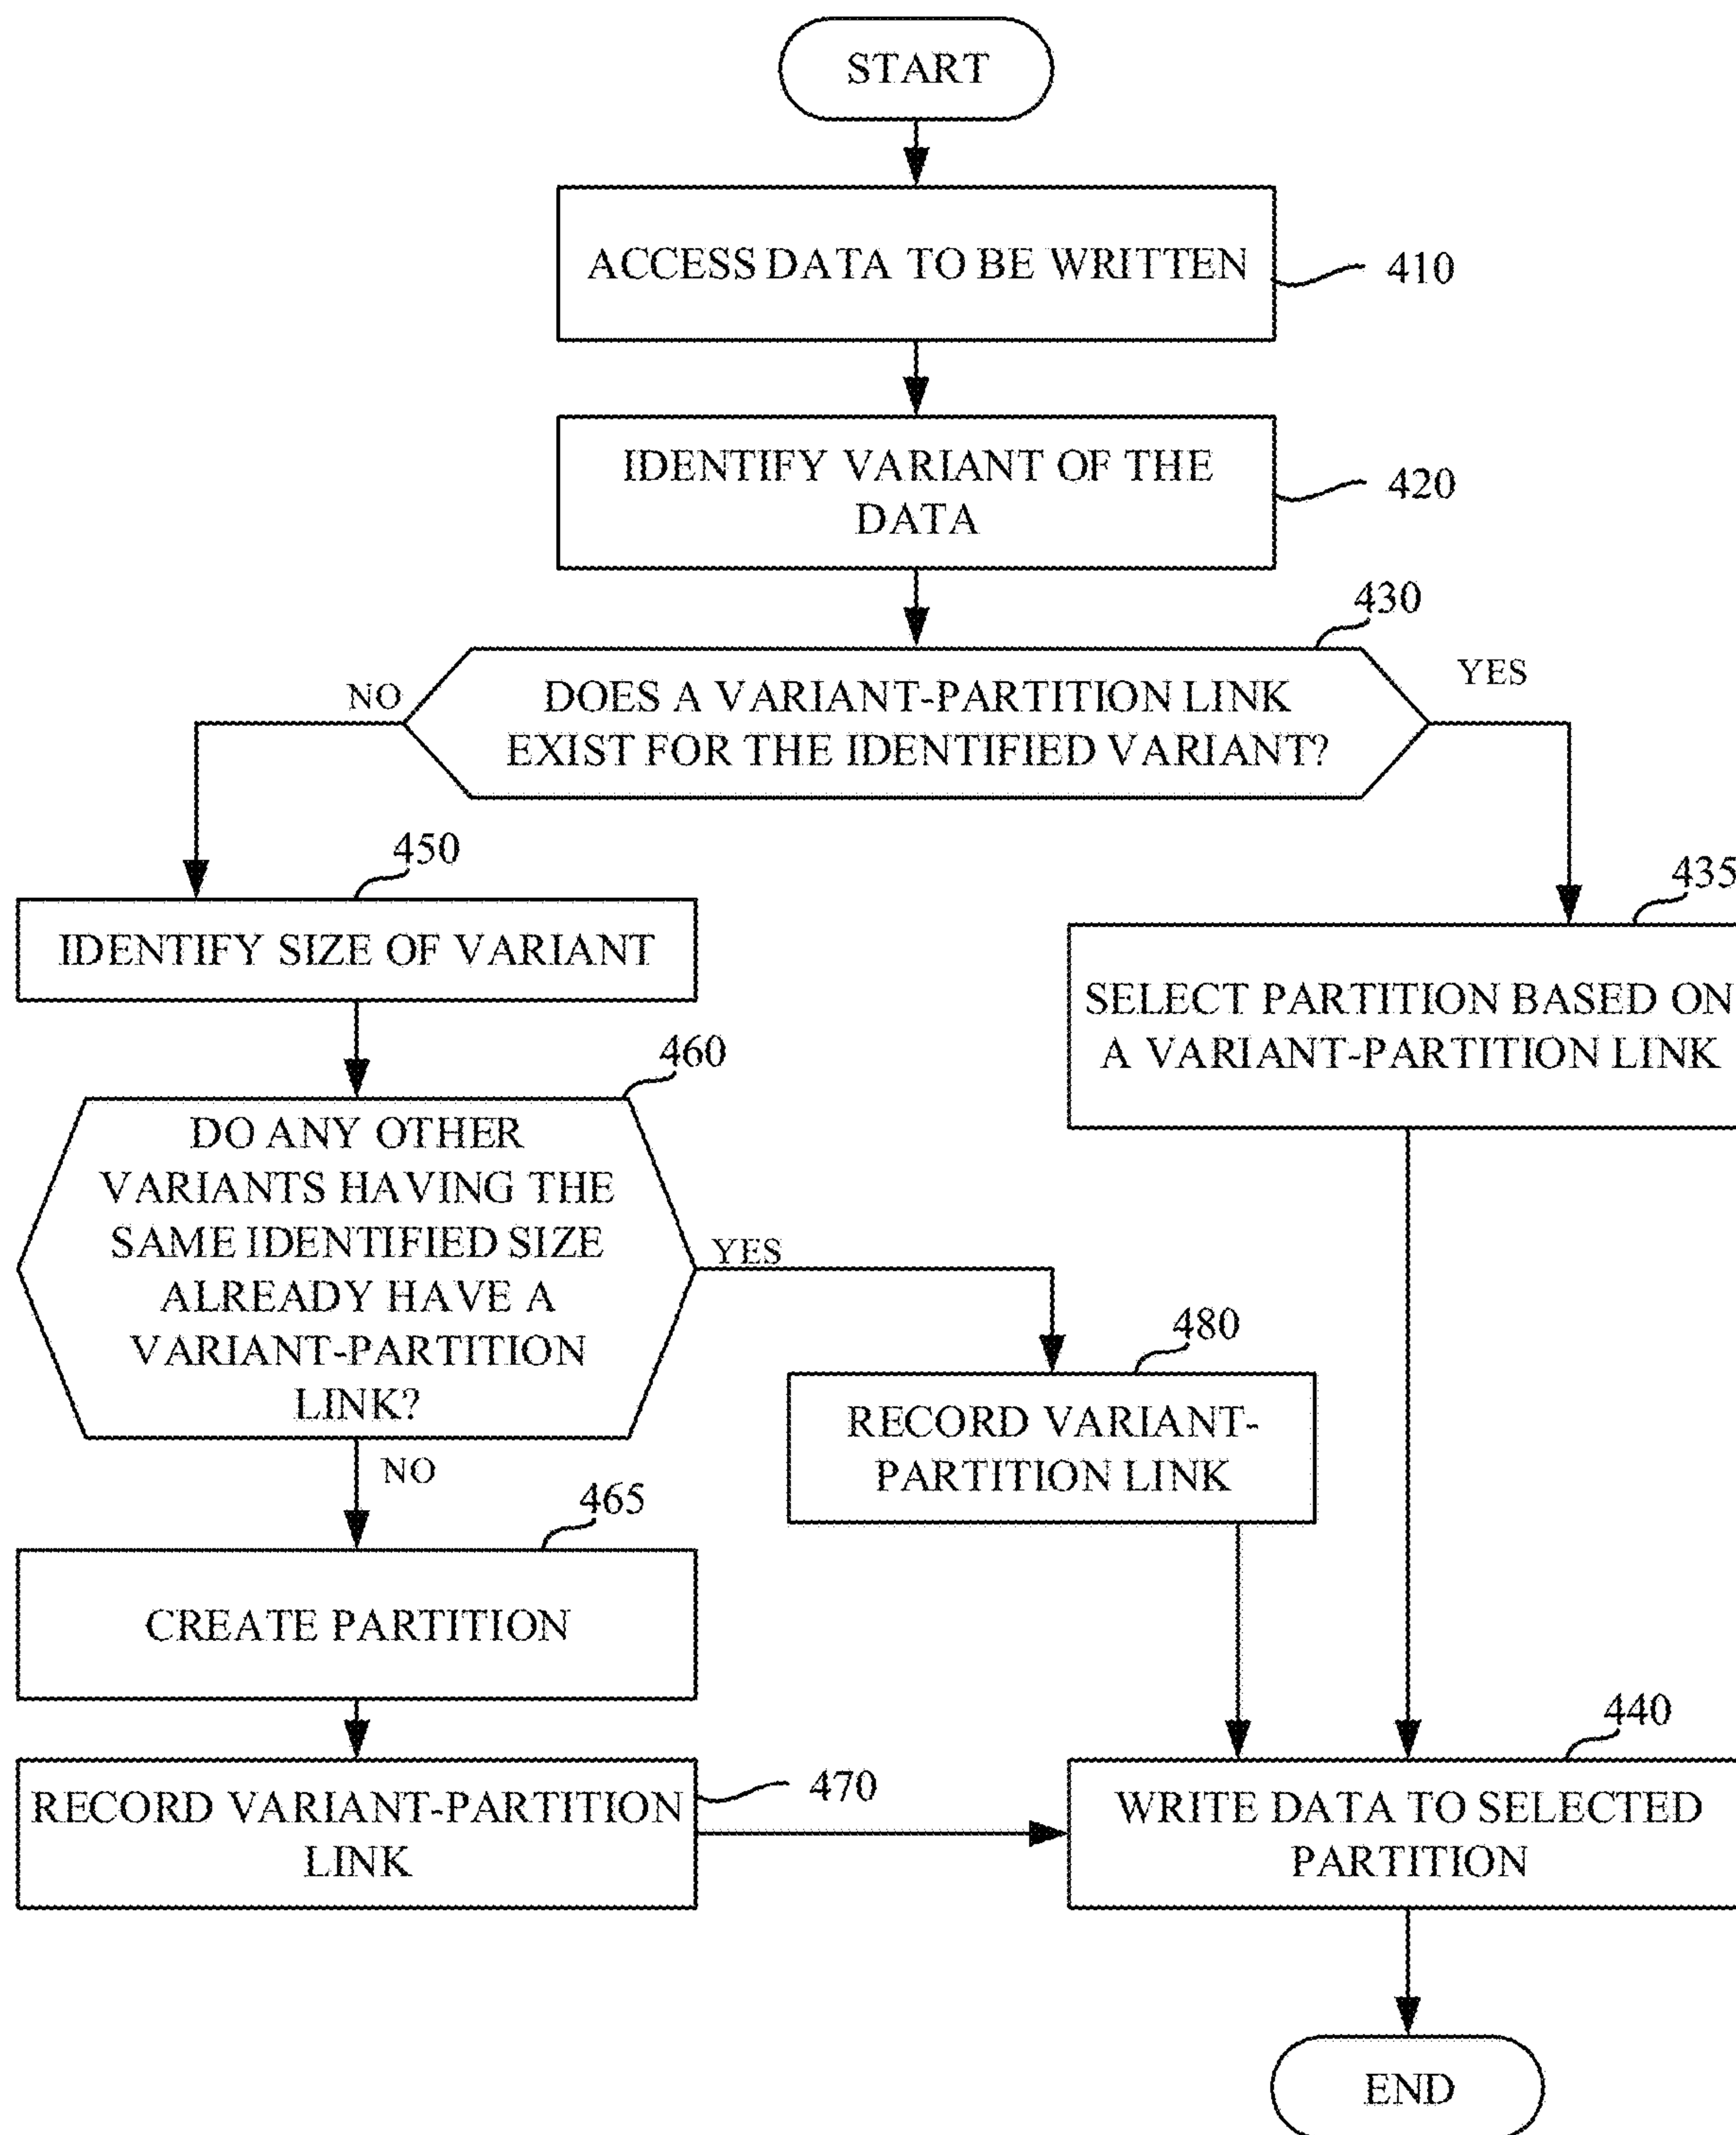 START
ACCESS DATA TO BE WRITTEN
410
IDENTIFY VARIANT OF THE
DATA
420
430
NO
DOES A VARIANT-PARTITION LINK
EXIST FOR THE IDENTIFIED VARIANT?
YES
450
IDENTIFY SIZE OF VARIANT
435
SELECT PARTITION BASED ON
A VARIANT-PARTITION LINK
460
DO ANY OTHER
VARIANTS HAVING THE
SAME IDENTIFIED SIZE
ALREADY HAVE A
VARIANT-PARTITION
LINK?
YES
NO
480
RECORD VARIANT-
PARTITION LINK
465
CREATE PARTITION
RECORD VARIANT-PARTITION
LINK
470
440
WRITE DATA TO SELECTED
PARTITION
END